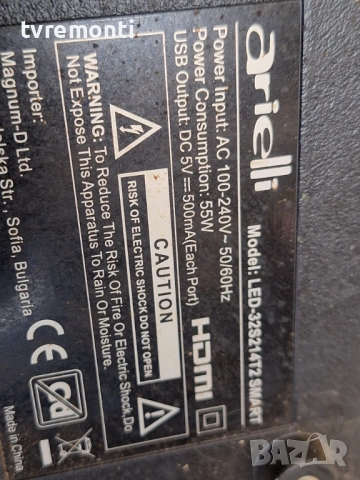 tvremonti
arielli
Model: LED-32S214T2 SMART
Power Input: AC 100-240V~ 50/60Hz
Power Consumption: 55W
USB Output: DC 5V⎓500mA(Each Port)
HDMI
CAUTION
RISK OF ELECTRIC SHOCK DO NOT OPEN
WARNING: To Reduce The Risk Of Fire Or Electric Shock,Do
Not Expose This Apparatus To Rain Or Moisture.
Importer:
Magnum-D Ltd.
Str., Sofia, Bulgaria
CE
Made in China
BAZAR